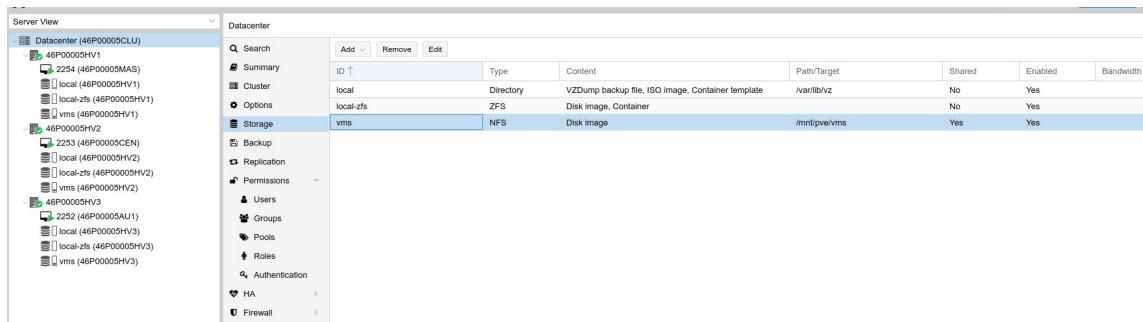 Server View
Datacenter (46P00005CLU)
46P00005HV1
2254 (46P00005MAS)
local (46P00005HV1)
local-zfs (46P00005HV1)
vms (46P00005HV1)
46P00005HV2
2253 (46P00005CEN)
local (46P00005HV2)
local-zfs (46P00005HV2)
vms (46P00005HV2)
46P00005HV3
2252 (46P00005AU1)
local (46P00005HV3)
local-zfs (46P00005HV3)
vms (46P00005HV3)
Datacenter
Search
Summary
Cluster
Options
Storage
Backup
Replication
Permissions
Users
Groups
Pools
Roles
Authentication
HA
Firewall
Add Remove Edit
ID Type Content Path/Target Shared Enabled Bandwidth
local Directory VZDump backup file, ISO image, Container template /var/lib/vz No Yes
local-zfs ZFS Disk image, Container No Yes
vms NFS Disk image /mnt/pve/vms Yes Yes